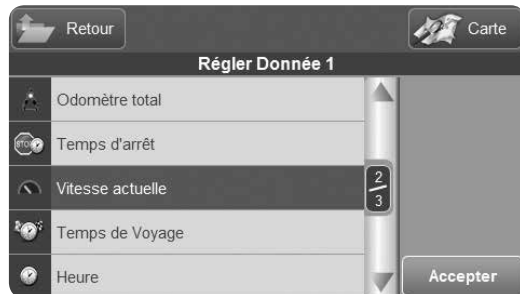 Retour
Carte
Régler Donnée 1
Odomètre total
Temps d'arrêt
Vitesse actuelle
2
3
Temps de Voyage
Heure
Accepter